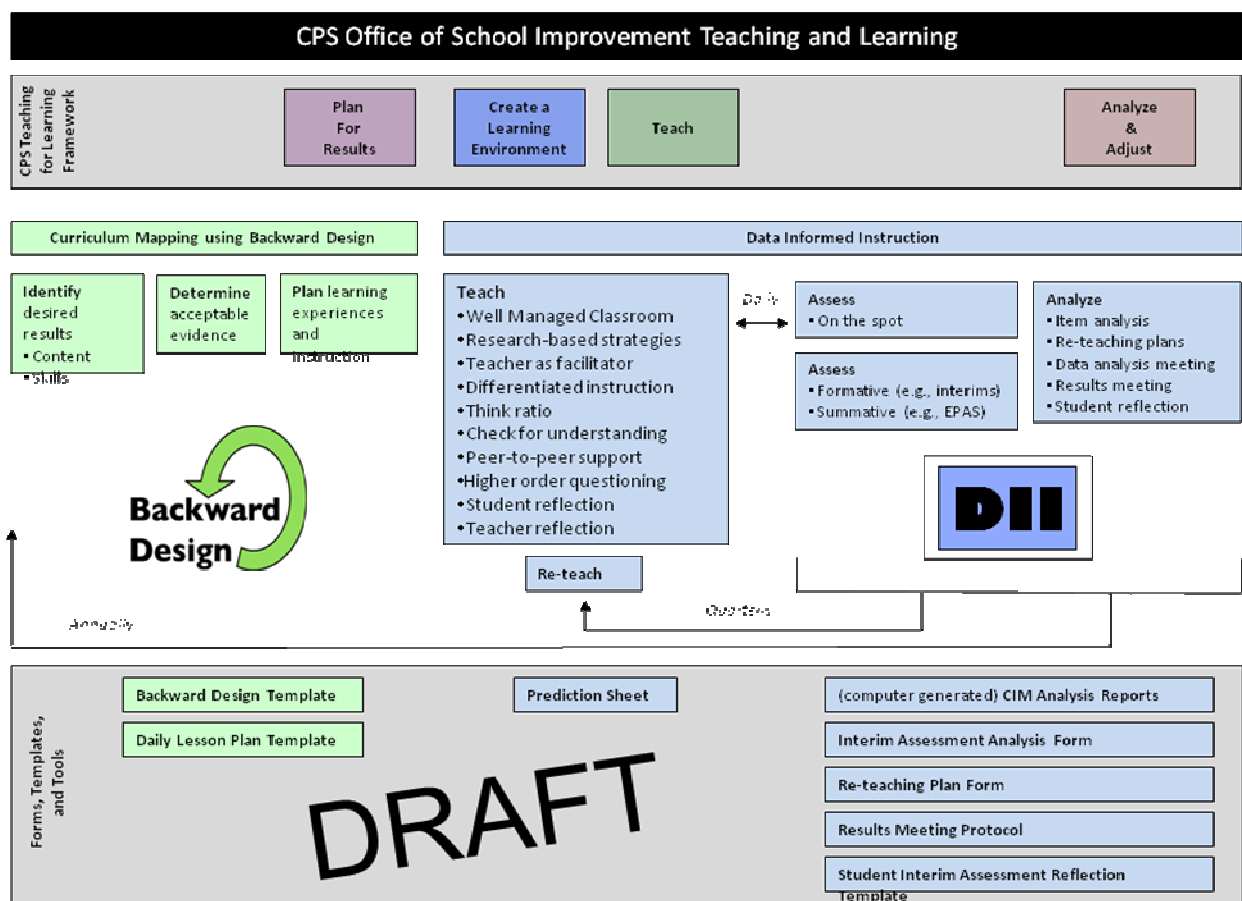 CPS Office of School Improvement Teaching and Learning
CPS Teaching
for Learning
Framework
Plan
For
Results
Create a
Learning
Environment
Teach
Analyze
&
Adjust
Curriculum Mapping using Backward Design
Data Informed Instruction
Identify
desired
results
• Content
• Skills
Determine
acceptable
evidence
Plan learning
experiences
and
instruction
Teach
•Well Managed Classroom
•Research-based strategies
•Teacher as facilitator
•Differentiated instruction
•Think ratio
•Check for understanding
•Peer-to-peer support
•Higher order questioning
•Student reflection
•Teacher reflection
Daily
Assess
• On the spot
Assess
• Formative (e.g., interims)
• Summative (e.g., EPAS)
Analyze
• Item analysis
• Re-teaching plans
• Data analysis meeting
• Results meeting
• Student reflection
Backward
Design
DII
Re-teach
Annually
Forms, Templates,
and Tools
Backward Design Template
Daily Lesson Plan Template
Prediction Sheet
(computer generated) CIM Analysis Reports
Interim Assessment Analysis Form
Re-teaching Plan Form
Results Meeting Protocol
Student Interim Assessment Reflection
Template
DRAFT